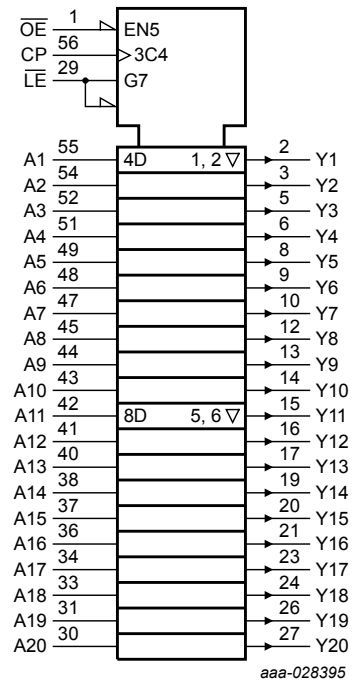 OE 1 EN5
CP 56 3C4
LE 29 G7
A1 55 4D 1, 2 ▽ 2 Y1
A2 54 3 Y2
A3 52 5 Y3
A4 51 6 Y4
A5 49 8 Y5
A6 48 9 Y6
A7 47 10 Y7
A8 45 12 Y8
A9 44 13 Y9
A10 43 14 Y10
A11 42 8D 5, 6 ▽ 15 Y11
A12 41 16 Y12
A13 40 17 Y13
A14 38 19 Y14
A15 37 20 Y15
A16 36 21 Y16
A17 34 23 Y17
A18 33 24 Y18
A19 31 26 Y19
A20 30 27 Y20
aaa-028395